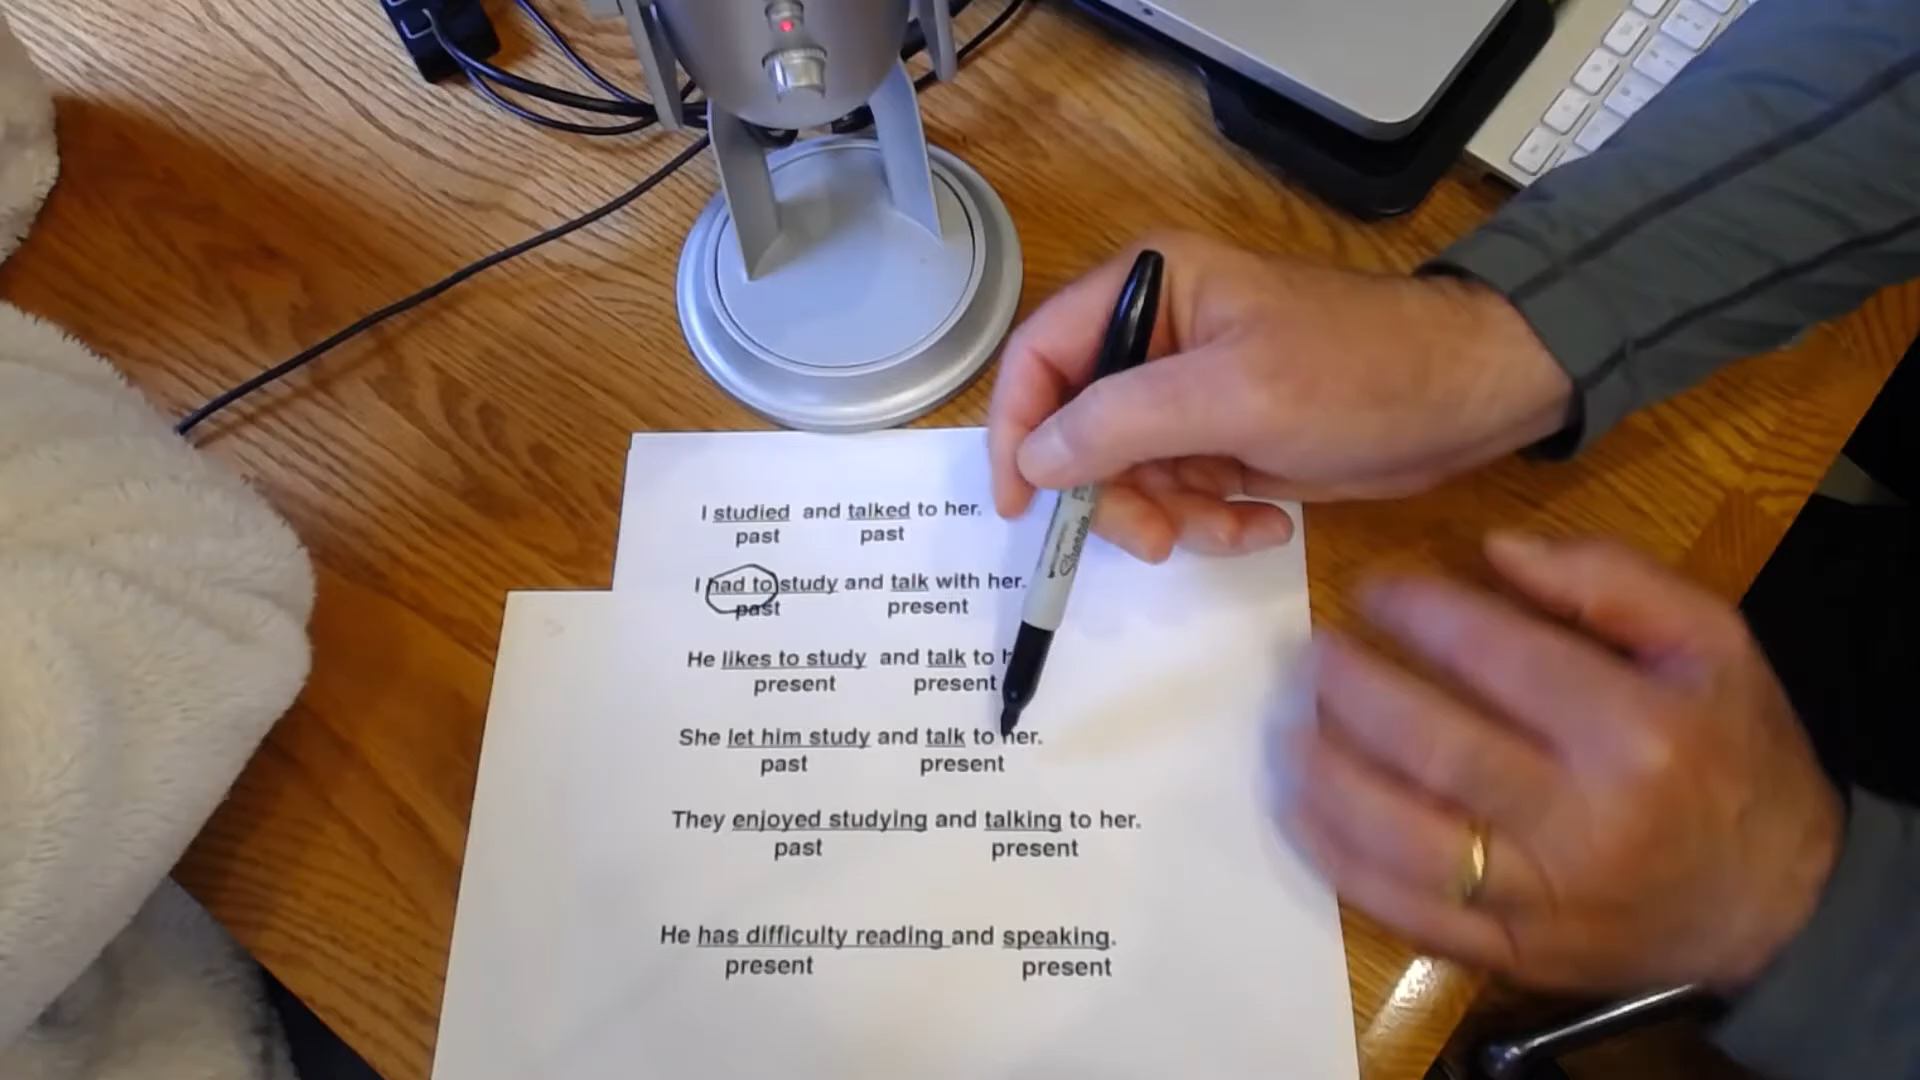 I studied and talked to her.
past past
I had to study and talk with her.
past present
He likes to study and talk to
present present
She let him study and talk to her.
past present
They enjoyed studying and talking to her.
past present
He has difficulty reading and speaking.
present present
Sharpie